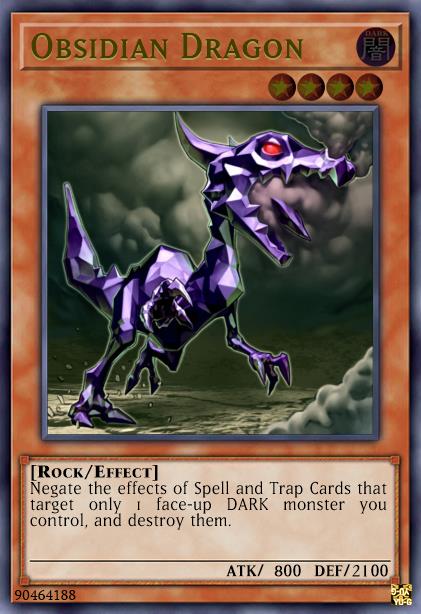 OBSIDIAN DRAGON
DARK
闇
[ROCK/EFFECT]
Negate the effects of Spell and Trap Cards that
target only 1 face-up DARK monster you
control, and destroy them.
ATK/ 800 DEF/2100
90464188